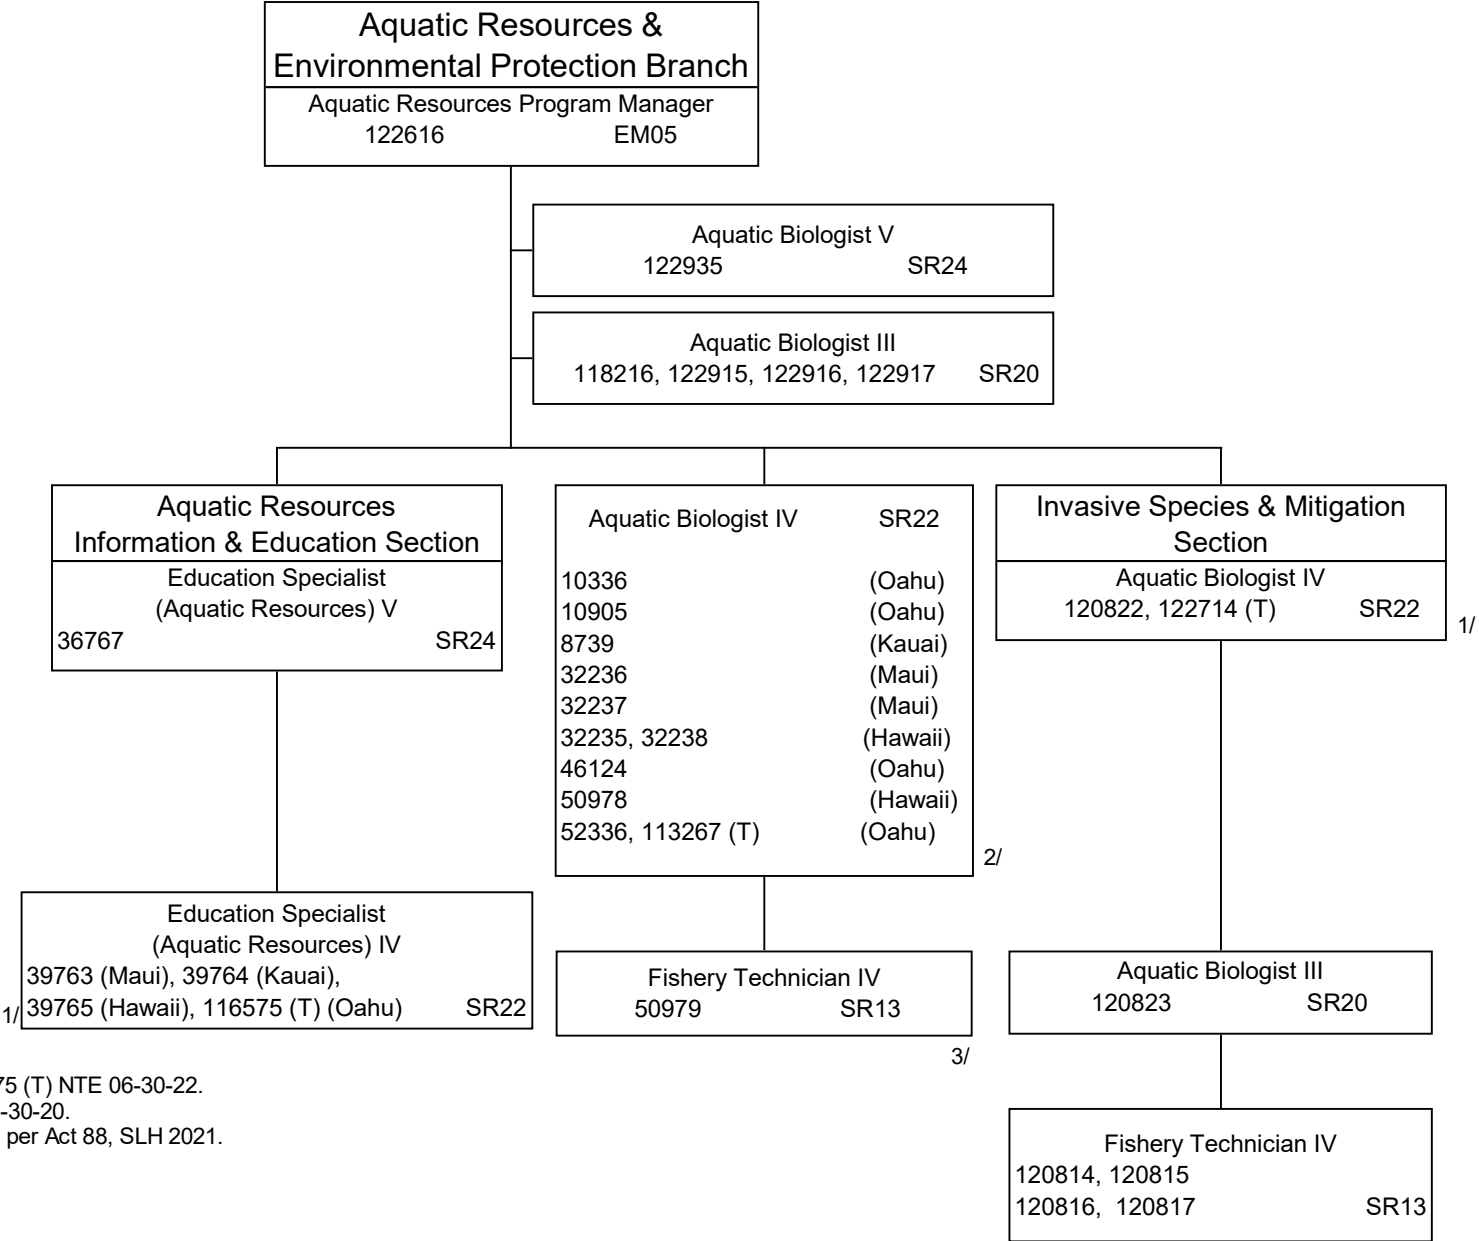 Aquatic Resources &
Environmental Protection Branch
Aquatic Resources Program Manager
122616 EM05
Aquatic Biologist V
122935 SR24
Aquatic Biologist III
118216, 122915, 122916, 122917 SR20
Aquatic Resources
Information & Education Section
Education Specialist
(Aquatic Resources) V
36767 SR24
Aquatic Biologist IV SR22
10336 (Oahu)
10905 (Oahu)
8739 (Kauai)
32236 (Maui)
32237 (Maui)
32235, 32238 (Hawaii)
46124 (Oahu)
50978 (Hawaii)
52336, 113267 (T) (Oahu)
2/
Invasive Species & Mitigation
Section
Aquatic Biologist IV
120822, 122714 (T) SR22
1/
Education Specialist
(Aquatic Resources) IV
39763 (Maui), 39764 (Kauai),
1/ 39765 (Hawaii), 116575 (T) (Oahu) SR22
Fishery Technician IV
50979 SR13
3/
Aquatic Biologist III
120823 SR20
Fishery Technician IV
120814, 120815
120816, 120817 SR13
75 (T) NTE 06-30-22.
-30-20.
per Act 88, SLH 2021.